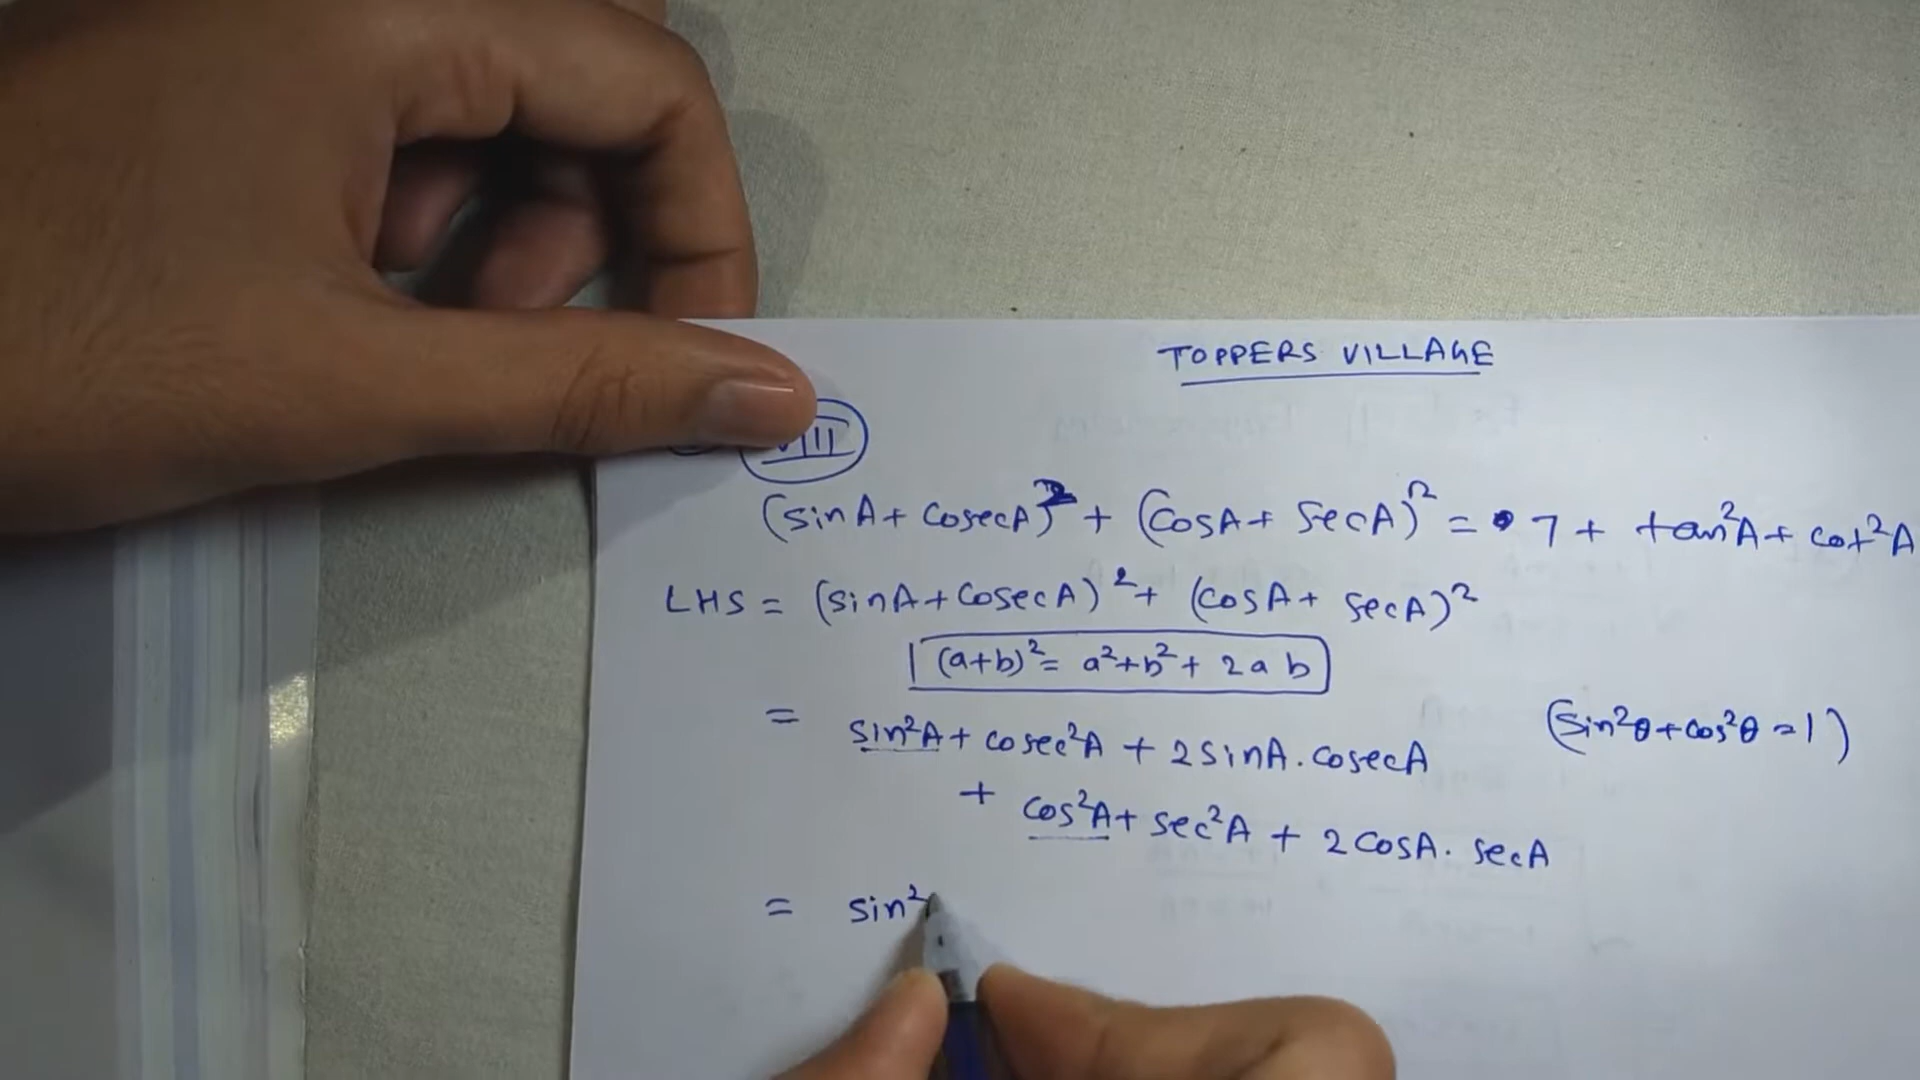 TOPPERS VILLAGE
VIII
(sinA + cosecA)² + (cosA + secA)² = 7 + tan²A + cot²A
LHS = (sinA + cosecA)² + (cosA + secA)²
(a+b)² = a² + b² + 2ab
= sin²A + cosec²A + 2sinA.cosecA (sin²θ + cos²θ = 1)
+ cos²A + sec²A + 2cosA.secA
= sin²